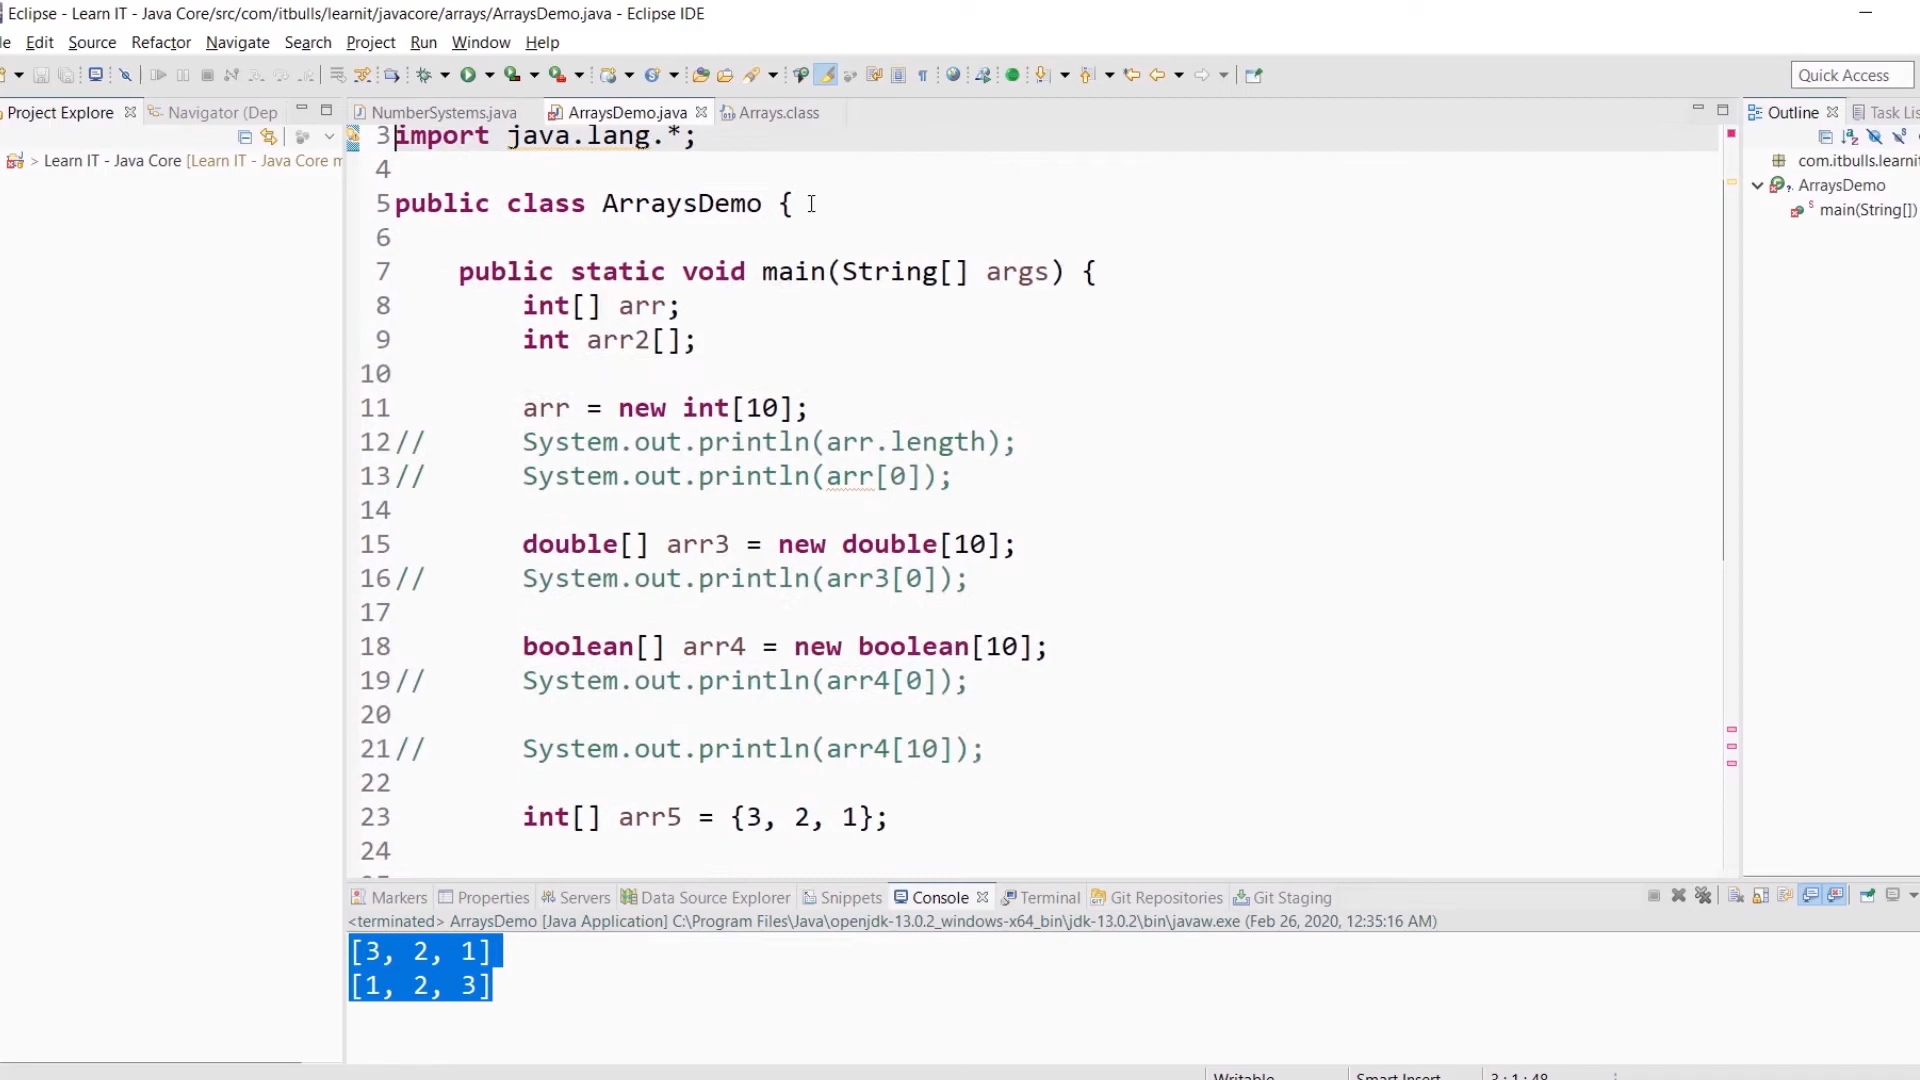 Eclipse - Learn IT - Java Core/src/com/itbulls/learnit/javacore/arrays/ArraysDemo.java - Eclipse IDE
le Edit Source Refactor Navigate Search Project Run Window Help
Quick Access
Project Explore
Navigator (Dep
NumberSystems.java ArraysDemo.java Arrays.class
Outline Task Lis
> Learn IT - Java Core [Learn IT - Java Core m
com.itbulls.learnit
ArraysDemo
main(String[])
3 import java.lang.*;
4
5 public class ArraysDemo {
6
7 public static void main(String[] args) {
8 int[] arr;
9 int arr2[];
10
11 arr = new int[10];
12 // System.out.println(arr.length);
13 // System.out.println(arr[0]);
14
15 double[] arr3 = new double[10];
16 // System.out.println(arr3[0]);
17
18 boolean[] arr4 = new boolean[10];
19 // System.out.println(arr4[0]);
20
21 // System.out.println(arr4[10]);
22
23 int[] arr5 = {3, 2, 1};
24
Markers Properties Servers Data Source Explorer Snippets Console Terminal Git Repositories Git Staging
<terminated> ArraysDemo [Java Application] C:\Program Files\Java\openjdk-13.0.2_windows-x64_bin\jdk-13.0.2\bin\javaw.exe (Feb 26, 2020, 12:35:16 AM)
[3, 2, 1]
[1, 2, 3]
Writable Smart Insert 3 : 1 : 48